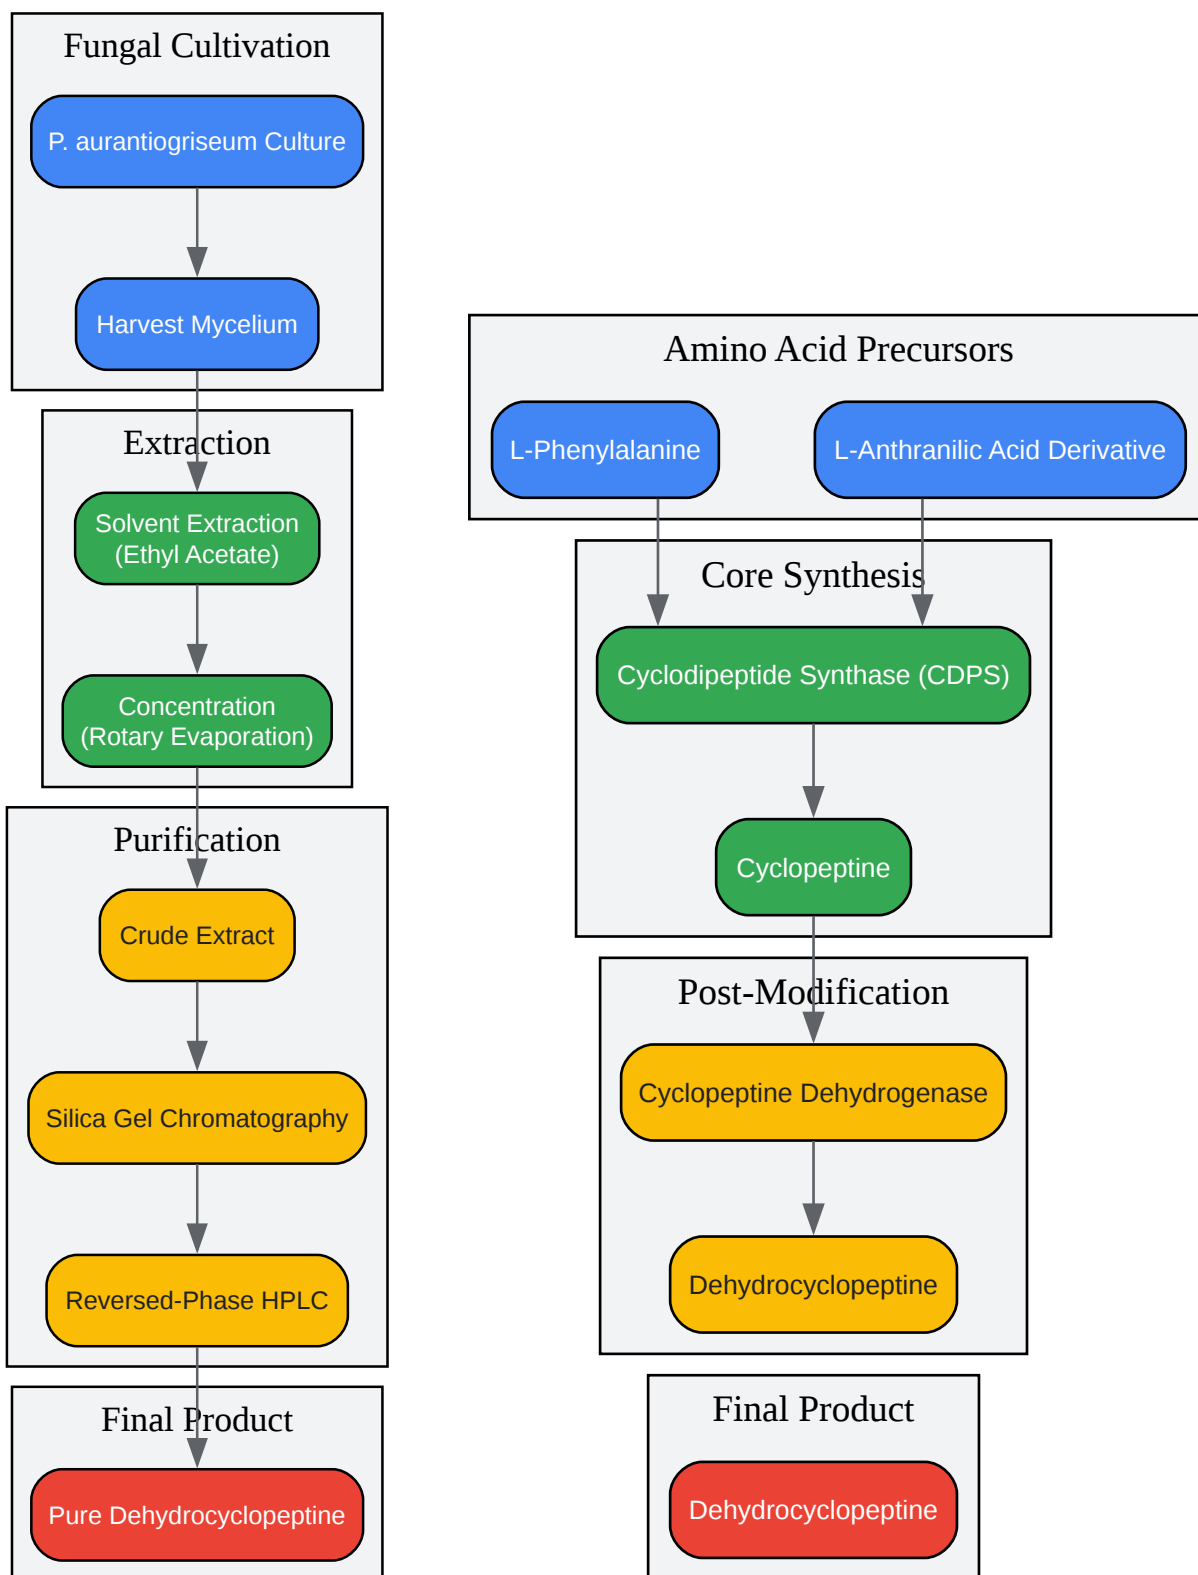 Fungal Cultivation
P. aurantiogriseum Culture
Harvest Mycelium
Extraction
Solvent Extraction
(Ethyl Acetate)
Concentration
(Rotary Evaporation)
Purification
Crude Extract
Silica Gel Chromatography
Reversed-Phase HPLC
Final Product
Pure Dehydrocyclopeptine
Amino Acid Precursors
L-Phenylalanine
L-Anthranilic Acid Derivative
Core Synthesis
Cyclodipeptide Synthase (CDPS)
Cyclopeptine
Post-Modification
Cyclopeptine Dehydrogenase
Dehydrocyclopeptine
Final Product
Dehydrocyclopeptine